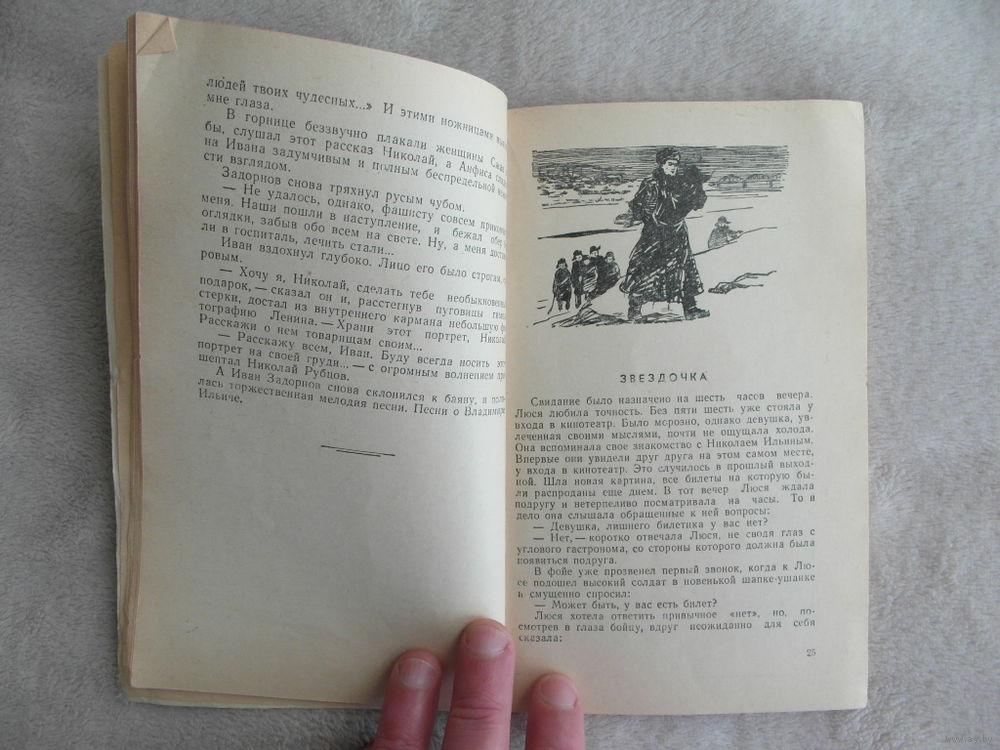 людей твоих чудесных...» И этими ножницами
мне глаза.
В горнице беззвучно плакали женщины
бы, слушал этот рассказ Николай, а Анфиса
на Ивана задумчивым и полным беспредельной
сти взглядом.
Задорнов снова тряхнул русым чубом.
— Не удалось, однако, фашисту совсем
меня. Наши пошли в наступление, и бежал обер
оглядки, забыв обо всем на свете. Ну, а меня
ли в госпиталь, лечить стали...
Иван вздохнул глубоко. Лицо его было строгим,
ровым.
— Хочу я, Николай, сделать тебе
подарок, — сказал он и, расстегнув пуговицы
стерки, достал из внутреннего кармана небольшую
тографию Ленина. — Храни этот портрет,
Расскажи о нем товарищам своим...
— Расскажу всем, Иван. Буду всегда носить
портрет на своей груди... — с огромным волнением
шептал Николай Рубцов.
А Иван Задорнов снова склонился к баяну, и
лась торжественная мелодия песни. Песни о Владимире
Ильиче.
ЗВЕЗДОЧКА
Свидание было назначено на шесть часов вечера.
Люся любила точность. Без пяти шесть уже стояла у
входа в кинотеатр. Было морозно, однако девушка, ув-
леченная своими мыслями, почти не ощущала холода.
Она вспоминала свое знакомство с Николаем Ильиным.
Впервые они увидели друг друга на этом самом месте,
у входа в кинотеатр. Это случилось в прошлый выход-
ной. Шла новая картина, все билеты на которую бы-
ли распроданы еще днем. В тот вечер Люся ждала
подругу и нетерпеливо посматривала на часы. То и
дело она слышала обращенные к ней вопросы:
— Девушка, лишнего билетика у вас нет?
— Нет, — коротко отвечала Люся, не сводя глаз с
углового гастронома, со стороны которого должна была
появиться подруга.
В фойе уже прозвенел первый звонок, когда к Лю-
се подошел высокий солдат в новенькой шапке-ушанке
и смущенно спросил:
— Может быть, у вас есть билет?
Люся хотела ответить привычное «нет», но, по-
смотрев в глаза бойцу, вдруг неожиданно для себя
сказала:
25